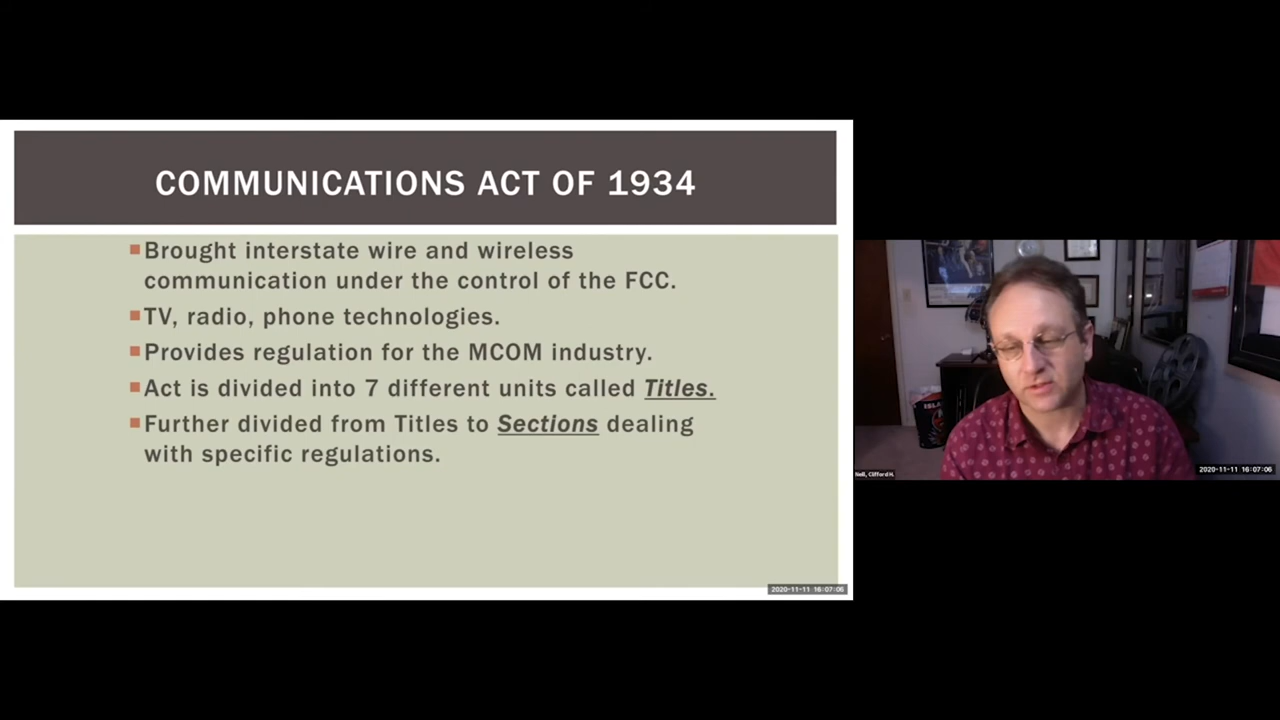 COMMUNICATIONS ACT OF 1934
Brought interstate wire and wireless
communication under the control of the FCC.
TV, radio, phone technologies.
Provides regulation for the MCOM industry.
Act is divided into 7 different units called Titles.
Further divided from Titles to Sections dealing
with specific regulations.
2020-11-11 16:07:06
Neill, Clifford H.
2020-11-11 16:07:06